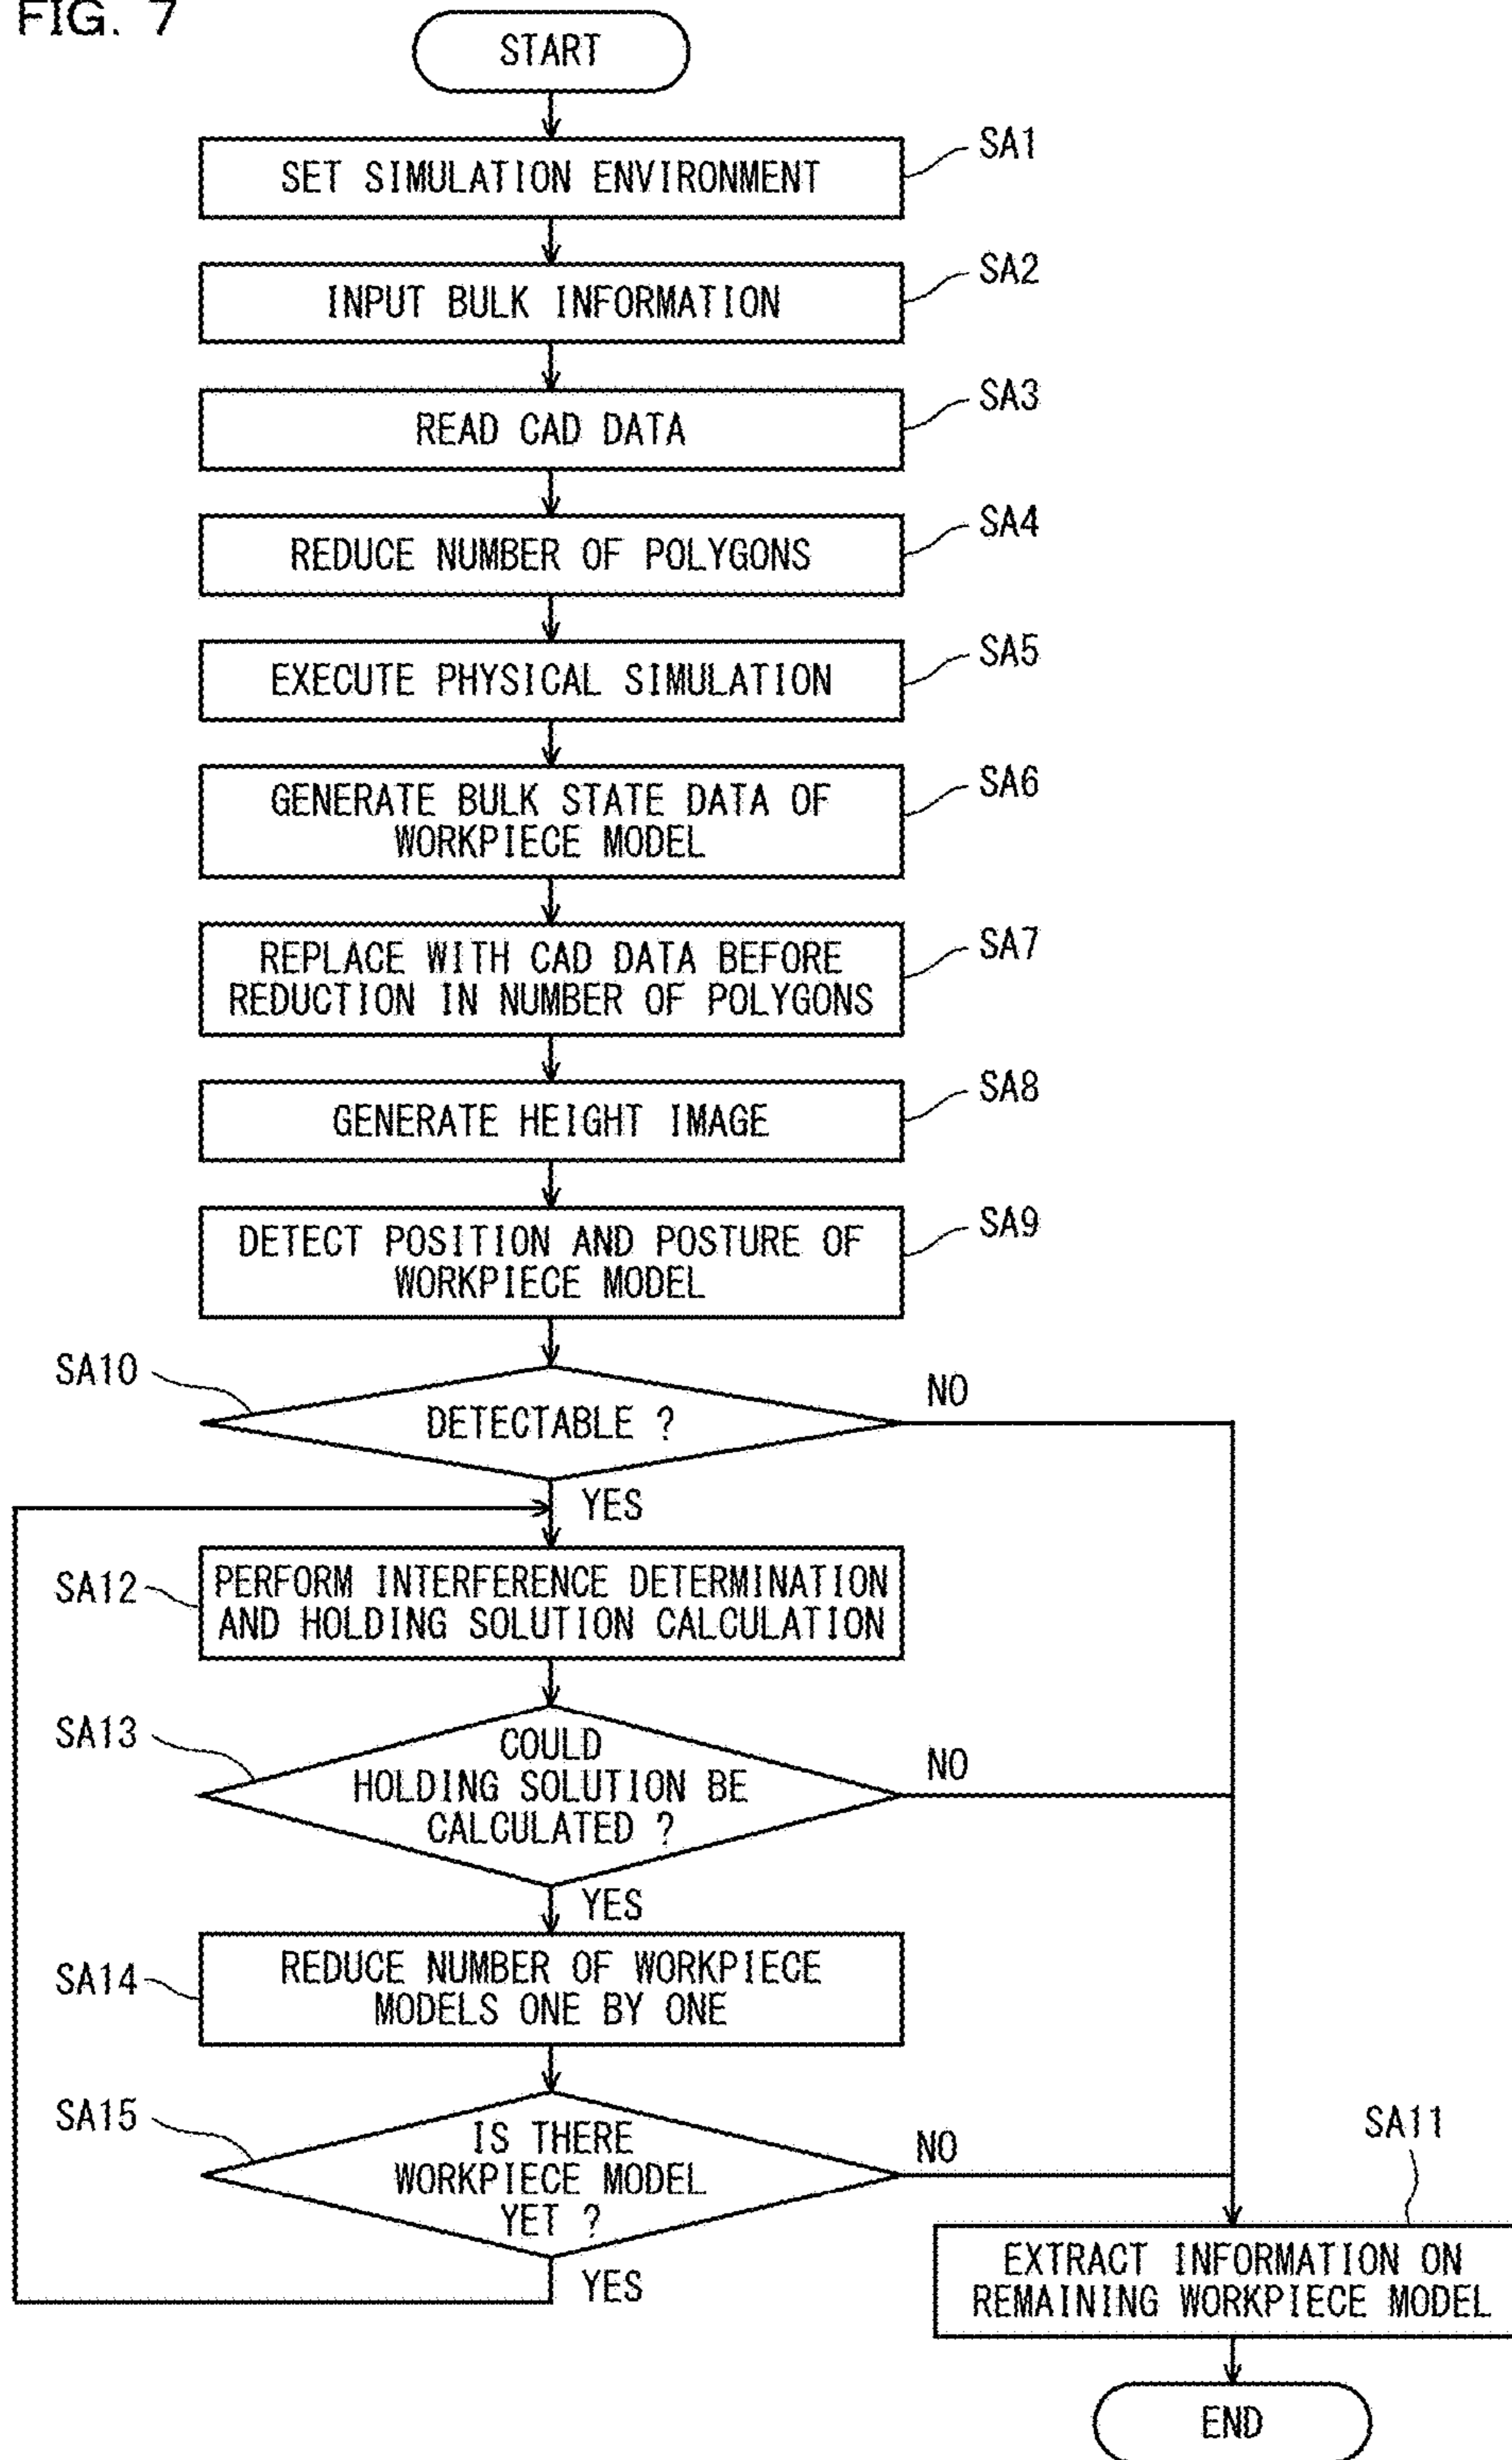 FIG. 7
START
SET SIMULATION ENVIRONMENT
SA1
INPUT BULK INFORMATION
SA2
READ CAD DATA
SA3
REDUCE NUMBER OF POLYGONS
SA4
EXECUTE PHYSICAL SIMULATION
SA5
GENERATE BULK STATE DATA OF
WORKPIECE MODEL
SA6
REPLACE WITH CAD DATA BEFORE
REDUCTION IN NUMBER OF POLYGONS
SA7
GENERATE HEIGHT IMAGE
SA8
DETECT POSITION AND POSTURE OF
WORKPIECE MODEL
SA9
SA10
DETECTABLE ?
NO
YES
SA12
PERFORM INTERFERENCE DETERMINATION
AND HOLDING SOLUTION CALCULATION
SA13
COULD
HOLDING SOLUTION BE
CALCULATED ?
NO
YES
SA14
REDUCE NUMBER OF WORKPIECE
MODELS ONE BY ONE
SA15
IS THERE
WORKPIECE MODEL
YET ?
NO
YES
SA11
EXTRACT INFORMATION ON
REMAINING WORKPIECE MODEL
END